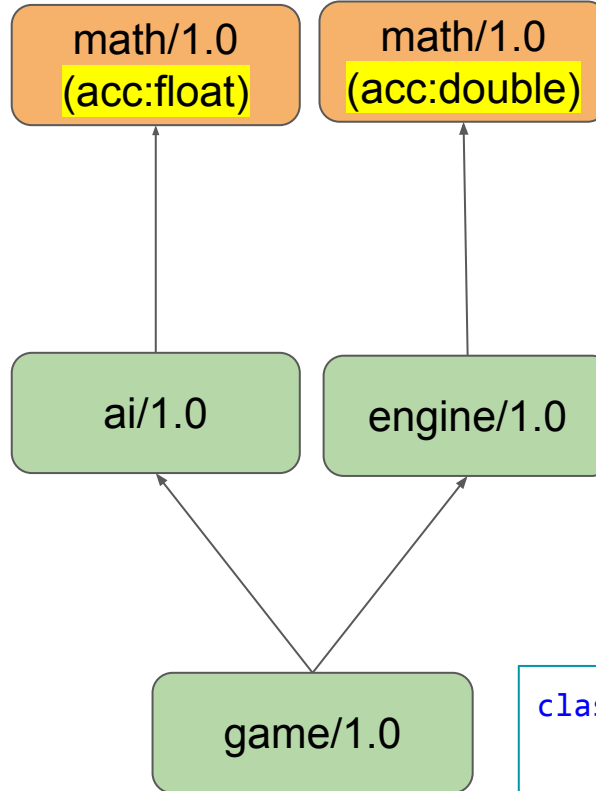 math/1.0
(acc:float)
math/1.0
(acc:double)
ai/1.0
engine/1.0
game/1.0
clas